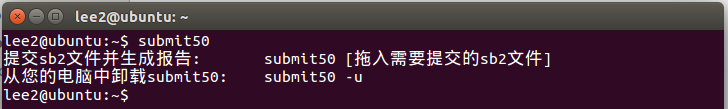 lee2@ubuntu: ~
lee2@ubuntu:~$ submit50
提交sb2文件并生成报告:        submit50 [拖入需要提交的sb2文件]
从您的电脑中卸载submit50:    submit50 -u
lee2@ubuntu:~$